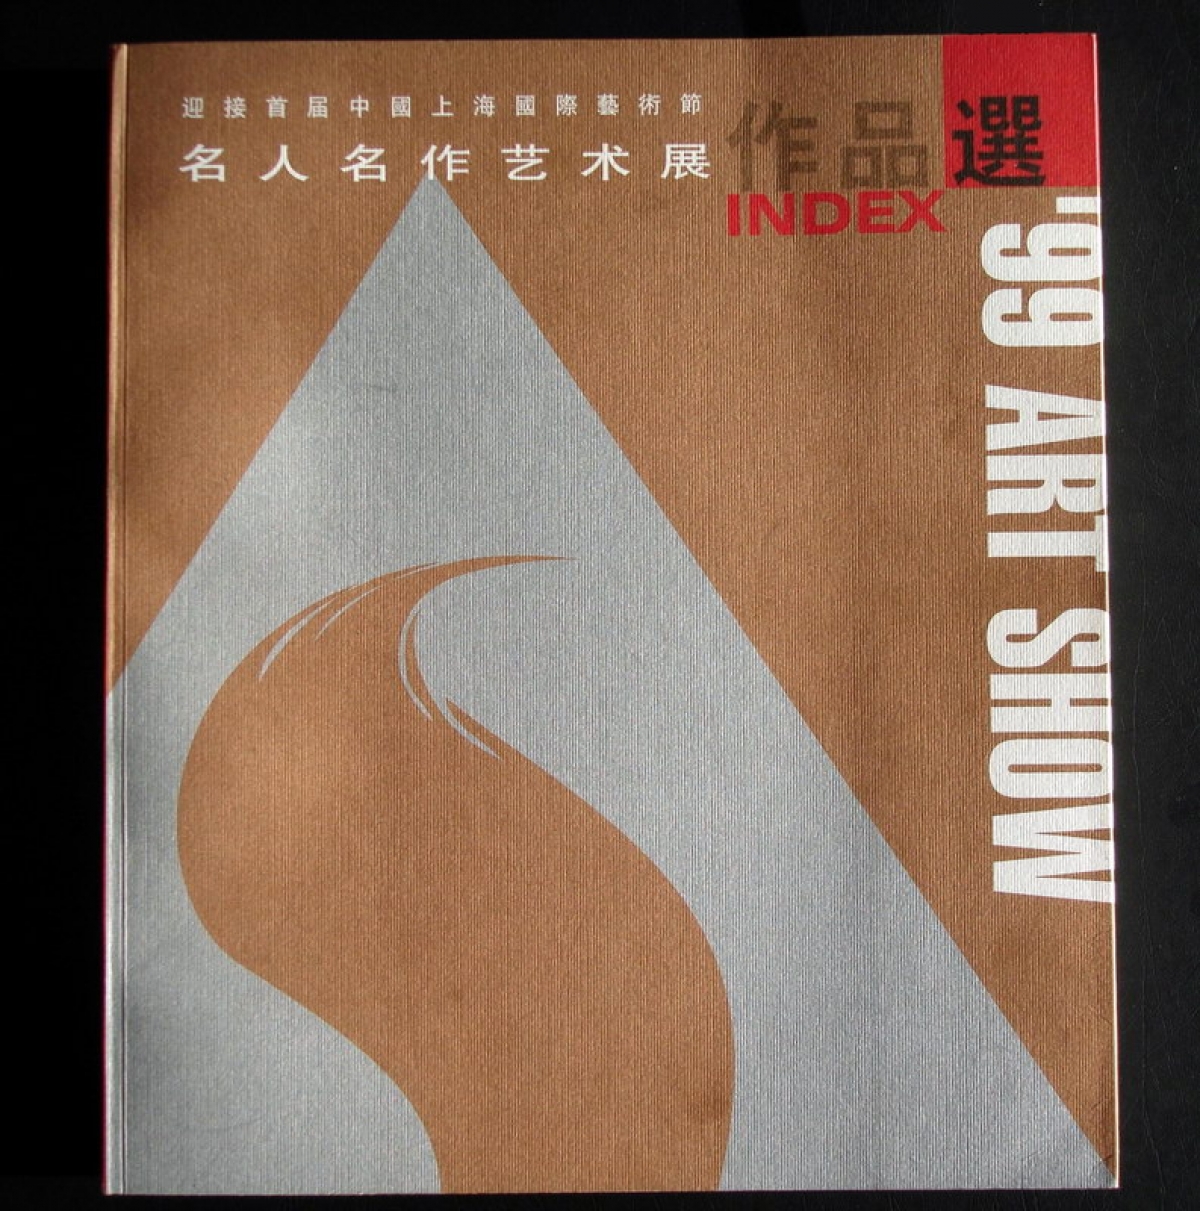 迎接首届中國上海國際藝術節
名人名作艺术展
作品選
INDEX
'99 ART SHOW